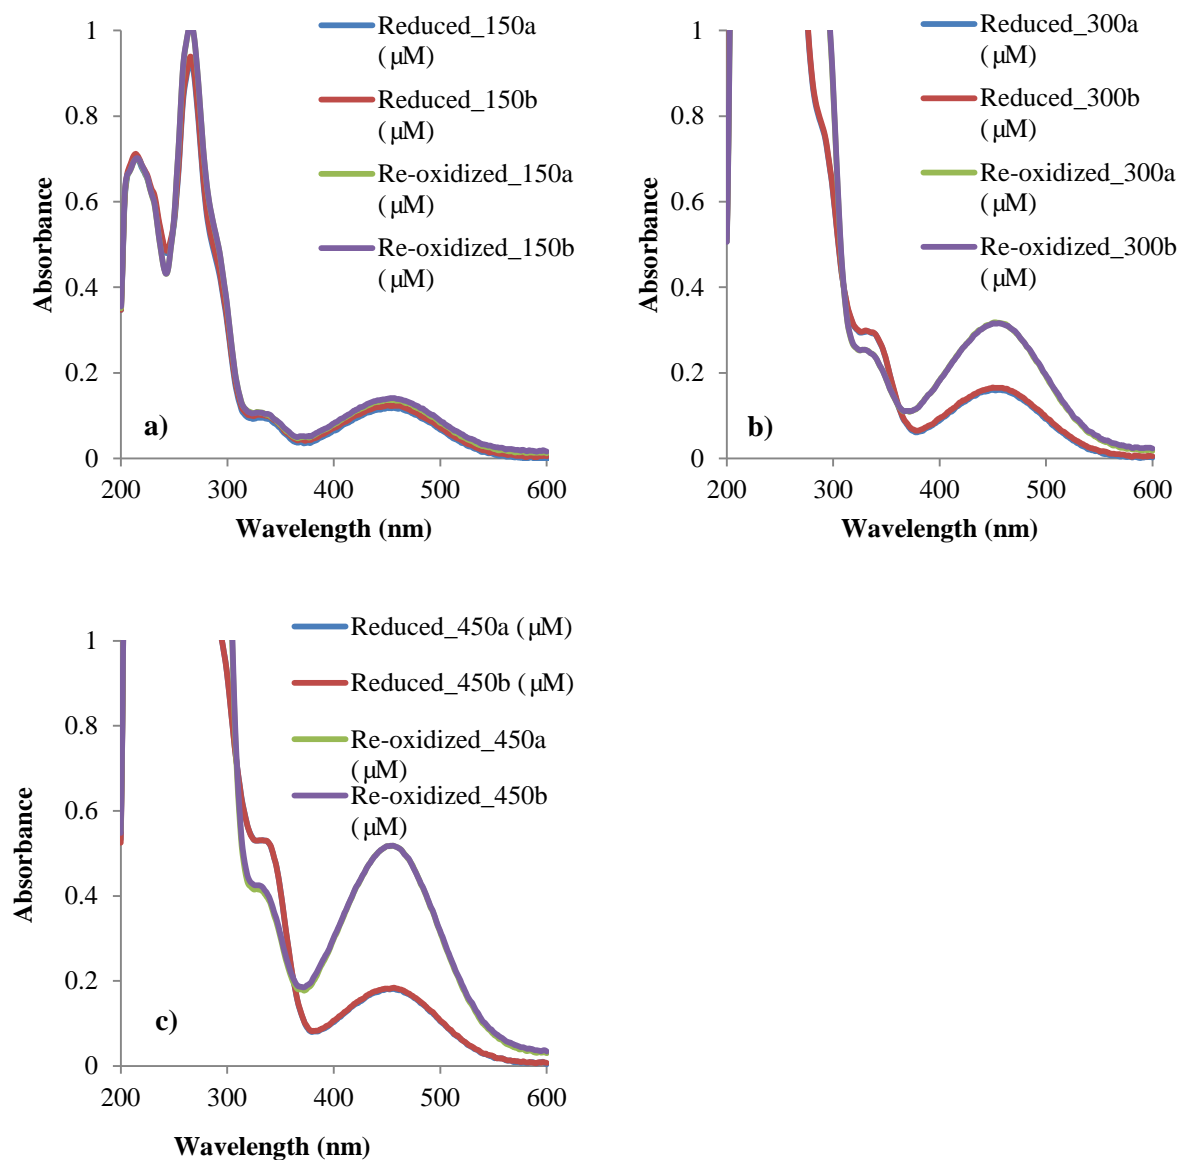 1
0.8
0.6
0.4
0.2
0
200
300
400
500
600
Absorbance
Wavelength (nm)
a)
Reduced_150a
(µM)
Reduced_150b
(µM)
Re-oxidized_150a
(µM)
Re-oxidized_150b
(µM)
1
0.8
0.6
0.4
0.2
0
200
300
400
500
600
Absorbance
Wavelength (nm)
b)
Reduced_300a
(µM)
Reduced_300b
(µM)
Re-oxidized_300a
(µM)
Re-oxidized_300b
(µM)
1
0.8
0.6
0.4
0.2
0
200
300
400
500
600
Absorbance
Wavelength (nm)
c)
Reduced_450a (µM)
Reduced_450b (µM)
Re-oxidized_450a
(µM)
Re-oxidized_450b
(µM)